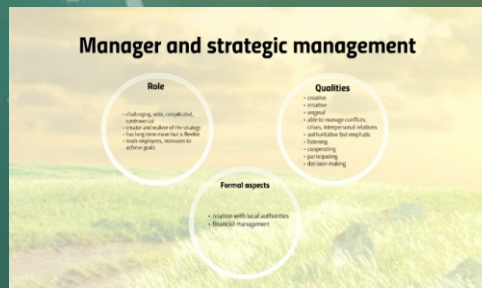 Manager and strategic management
Role
• challenging, wide, complicated,
controversial
• creator and realizer of the strategy
• has long term vision but is flexible
• leads employees, motivates to
achieve goals
Qualities
• creative
• intuitive
• original
• able to manage conflicts,
crises, interpersonal relations
• authoritative but emphatic
• listening
• cooperating
• participating
• decision-making
Formal aspects
• relation with local authorities
• financial management